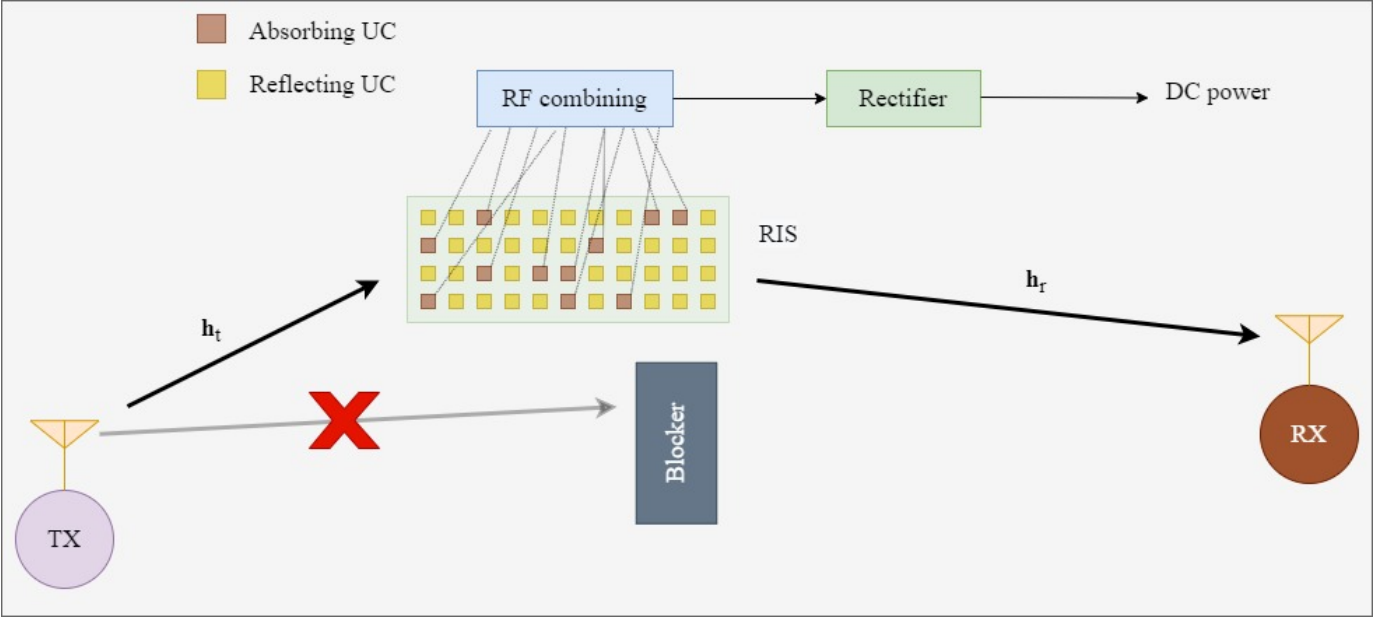 Absorbing UC
Reflecting UC
RF combining
Rectifier
DC power
RIS
h_t
h_r
Blocker
TX
RX